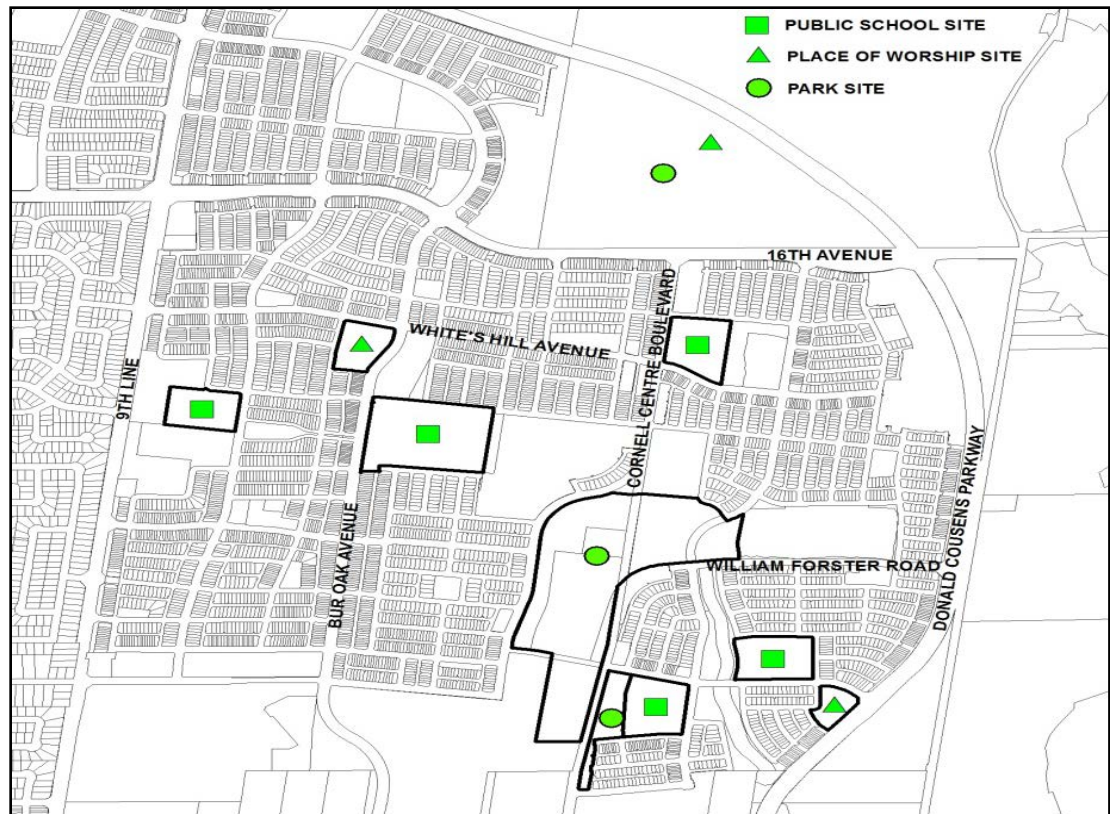 PUBLIC SCHOOL SITE
PLACE OF WORSHIP SITE
PARK SITE
16TH AVENUE
CORNELL CENTRE BOULEVARD
WHITE'S HILL AVENUE
9TH LINE
BUR OAK AVENUE
DONALD COUSENS PARKWAY
WILLIAM FORSTER ROAD